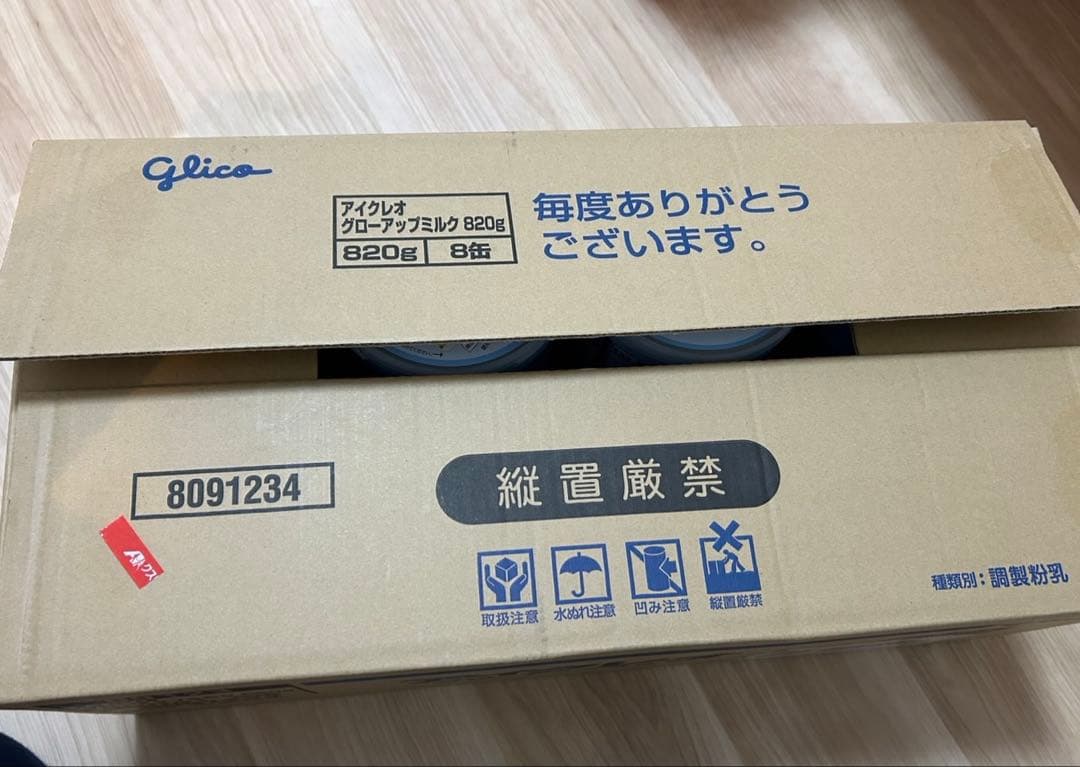 glico
アイクレオ
グローアップミルク 820g
820g 8缶
毎度ありがとう
ございます。
8091234
縦置厳禁
取扱注意 水ぬれ注意 凹み注意 縦置厳禁
種類別:調製粉乳